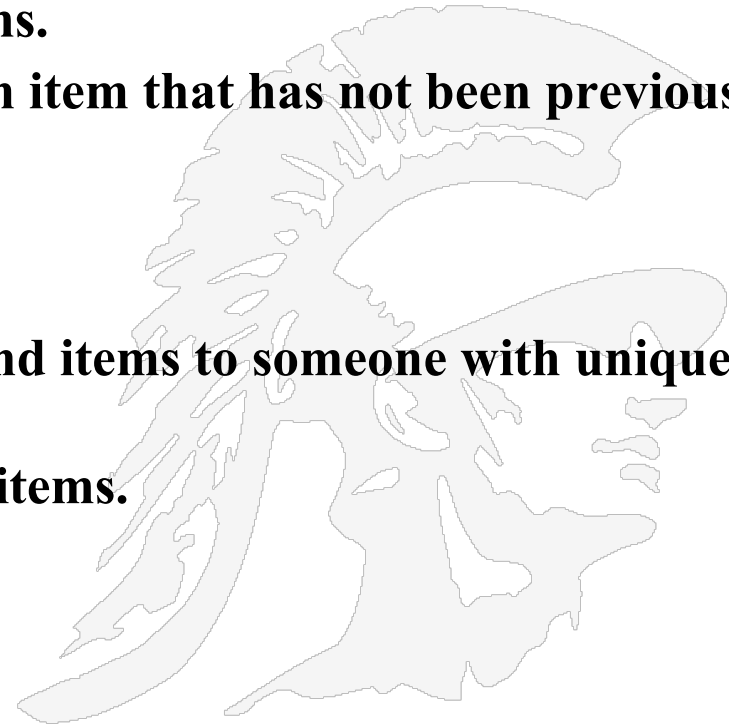 ns.
n item that has not been previous
nd items to someone with unique
items.